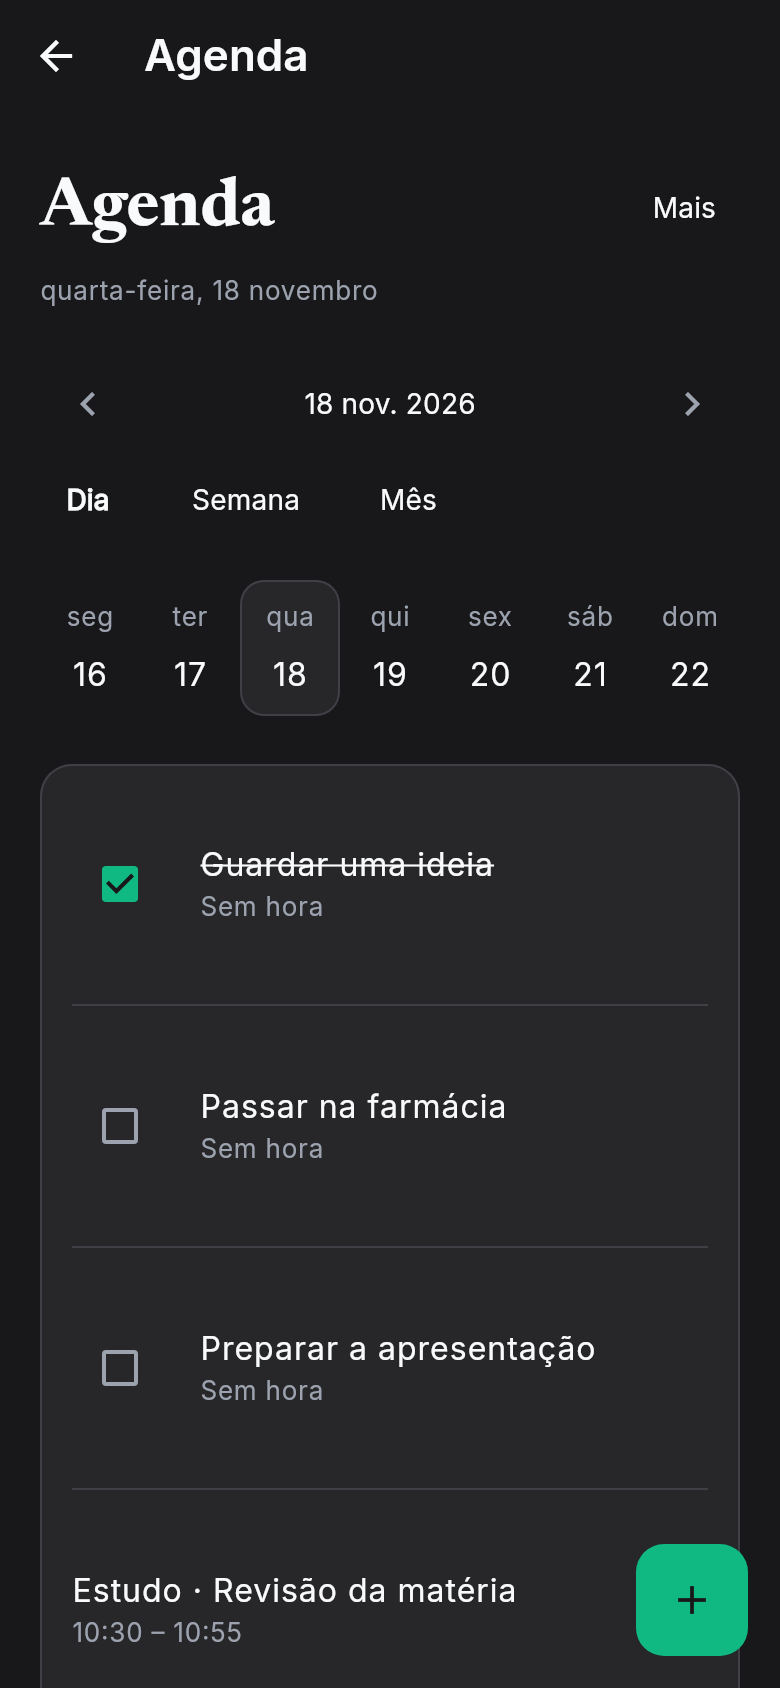 Agenda
Agenda
Mais
quarta-feira, 18 novembro
18 nov. 2026
Dia Semana Mês
seg ter qua qui sex sáb dom
16 17 18 19 20 21 22
Guardar uma ideia
Sem hora
Passar na farmácia
Sem hora
Preparar a apresentação
Sem hora
Estudo · Revisão da matéria
10:30 – 10:55